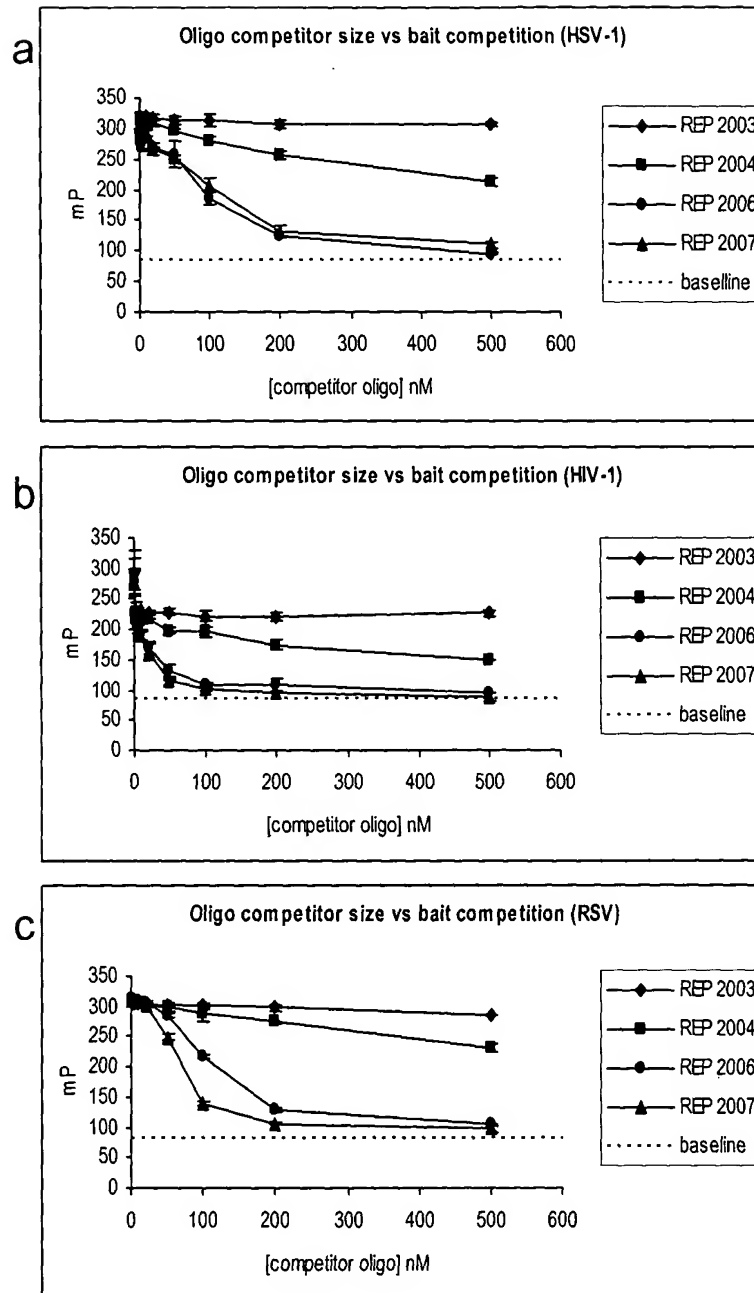 a
Oligo competitor size vs bait competition (HSV-1)
350
300
250
200
150
100
50
0
mP
0 100 200 300 400 500 600
[competitor oligo] nM
REP 2003
REP 2004
REP 2006
REP 2007
baselline
b
Oligo competitor size vs bait competition (HIV-1)
350
300
250
200
150
100
50
0
mP
0 100 200 300 400 500 600
[competitor oligo] nM
REP 2003
REP 2004
REP 2006
REP 2007
baseline
c
Oligo competitor size vs bait competition (RSV)
350
300
250
200
150
100
50
0
mP
0 100 200 300 400 500 600
[competitor oligo] nM
REP 2003
REP 2004
REP 2006
REP 2007
baseline